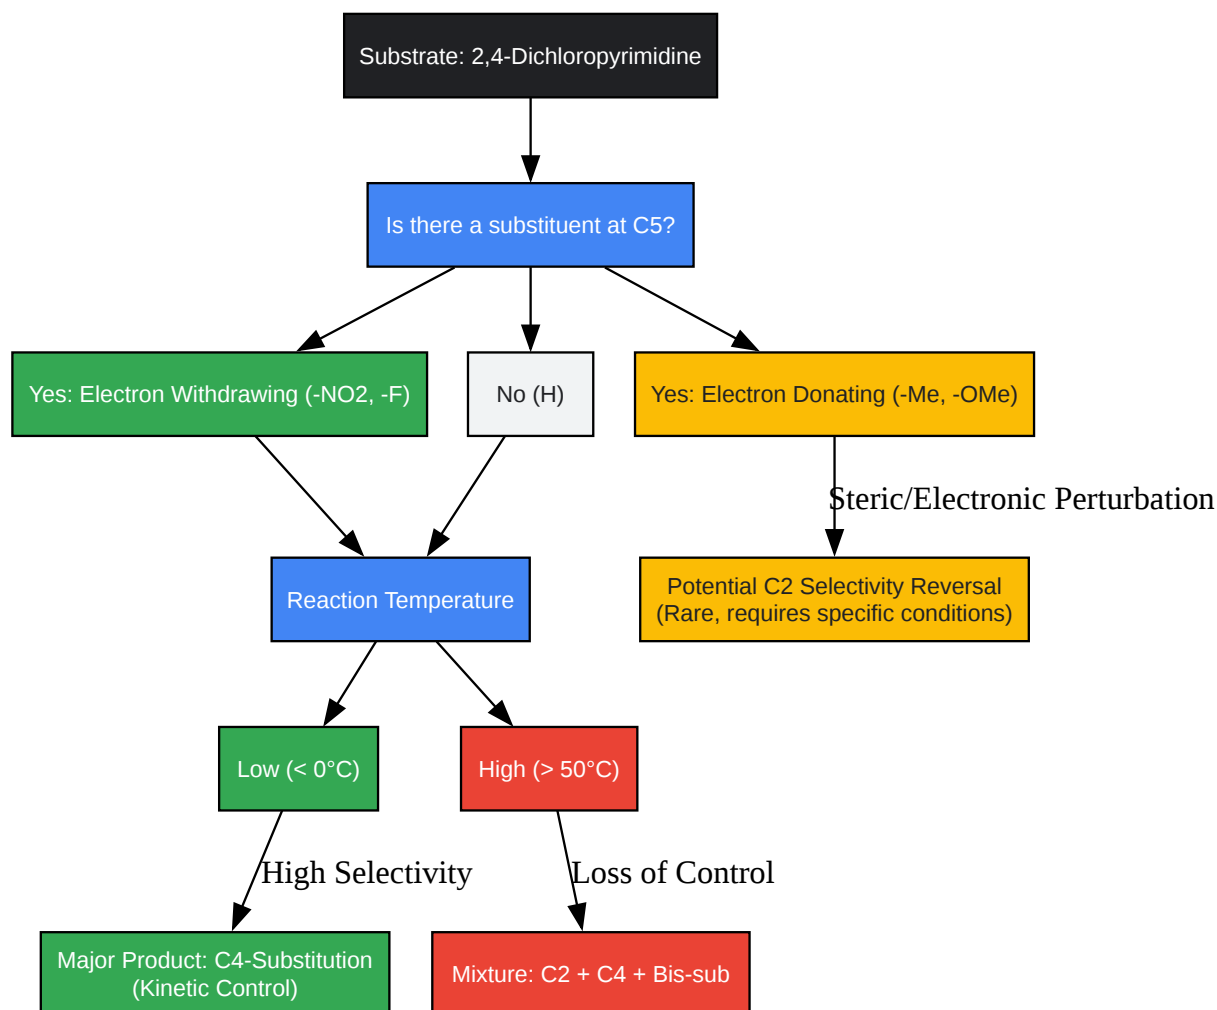 Substrate: 2,4-Dichloropyrimidine
Is there a substituent at C5?
Yes: Electron Withdrawing (-NO2, -F)
No (H)
Yes: Electron Donating (-Me, -OMe)
Steric/Electronic Perturbation
Reaction Temperature
Potential C2 Selectivity Reversal
(Rare, requires specific conditions)
Low (< 0°C)
High (> 50°C)
High Selectivity
Loss of Control
Major Product: C4-Substitution
(Kinetic Control)
Mixture: C2 + C4 + Bis-sub